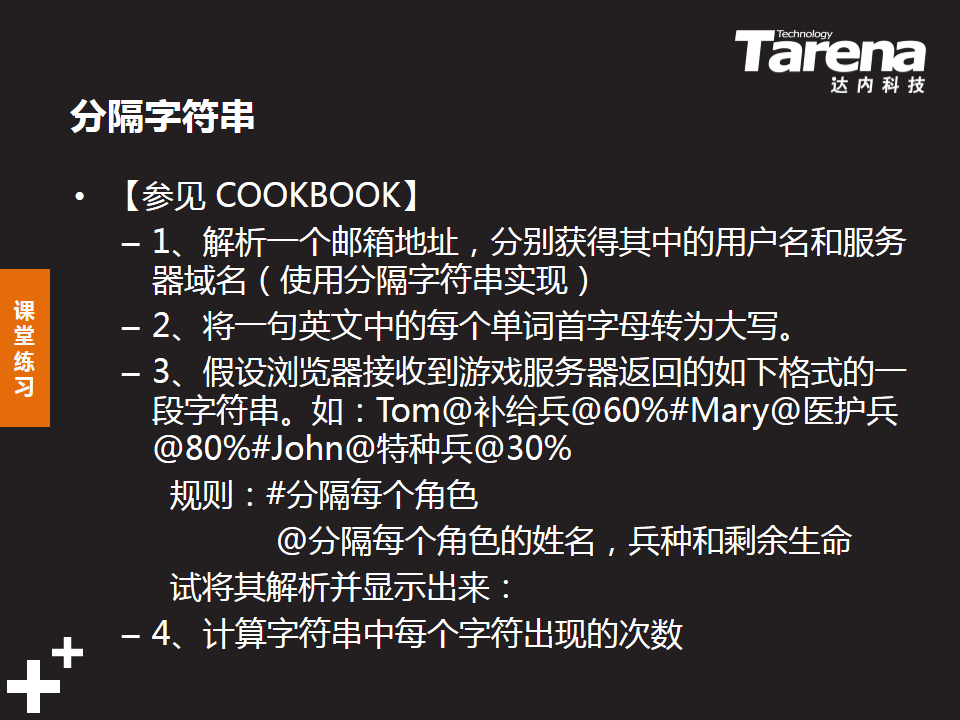 Technology
Tarena
达内科技
分隔字符串
• 【参见 COOKBOOK】
– 1、解析一个邮箱地址，分别获得其中的用户名和服务
器域名（使用分隔字符串实现）
– 2、将一句英文中的每个单词首字母转为大写。
– 3、假设浏览器接收到游戏服务器返回的如下格式的一
段字符串。如：Tom@补给兵@60%#Mary@医护兵
@80%#John@特种兵@30%
规则：#分隔每个角色
@分隔每个角色的姓名，兵种和剩余生命
试将其解析并显示出来：
– 4、计算字符串中每个字符出现的次数
课
堂
练
习